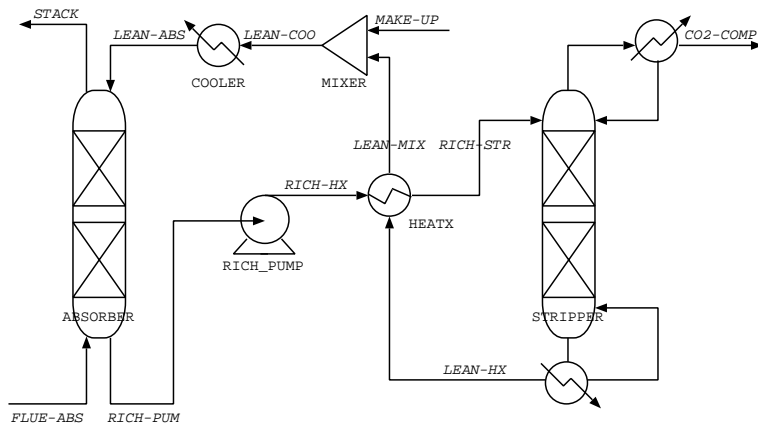 STACK
MAKE-UP
LEAN-ABS
LEAN-COO
CO2-COMP
COOLER
MIXER
LEAN-MIX
RICH-STR
RICH-HX
HEATX
RICH_PUMP
ABSORBER
STRIPPER
LEAN-HX
FLUE-ABS
RICH-PUM